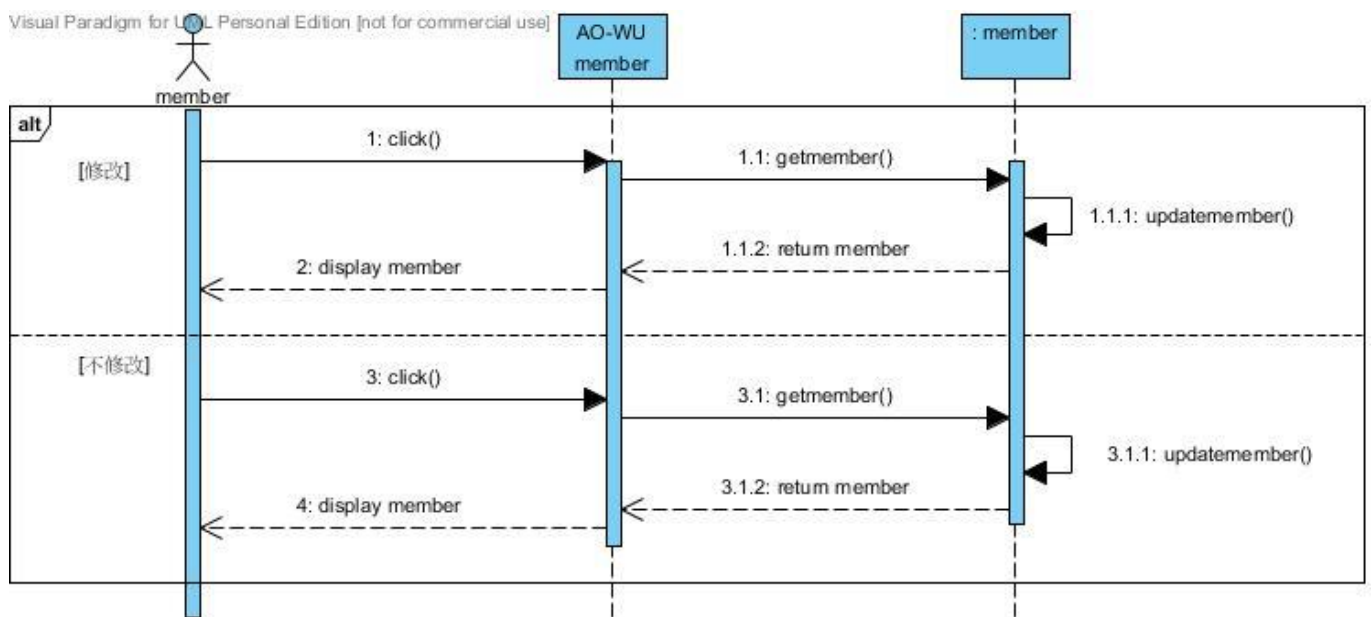 Visual Paradigm for UML Personal Edition [not for commercial use]
AO-WU
member
: member
member
alt
[修改]
1: click()
1.1: getmember()
1.1.1: updatemember()
1.1.2: return member
2: display member
[不修改]
3: click()
3.1: getmember()
3.1.1: updatemember()
3.1.2: return member
4: display member